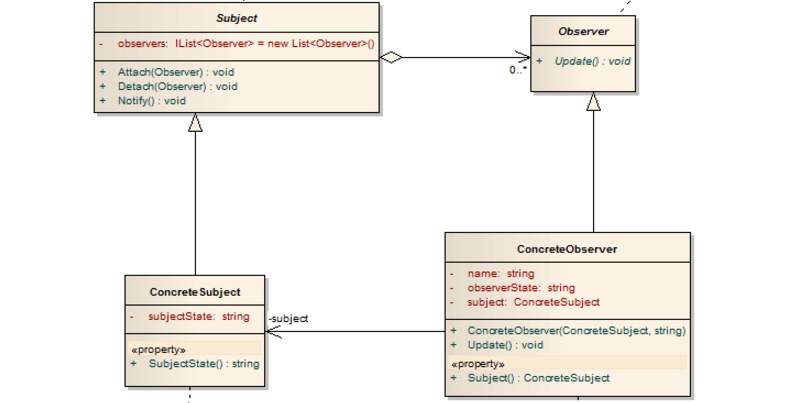 Subject
- observers: IList<Observer> = new List<Observer>()
+ Attach(Observer) : void
+ Detach(Observer) : void
+ Notify() : void
Observer
+ Update() : void
0..*
ConcreteSubject
- subjectState: string
«property»
+ SubjectState() : string
-subject
ConcreteObserver
- name: string
- observerState: string
- subject: ConcreteSubject
+ ConcreteObserver(ConcreteSubject, string)
+ Update() : void
«property»
+ Subject() : ConcreteSubject